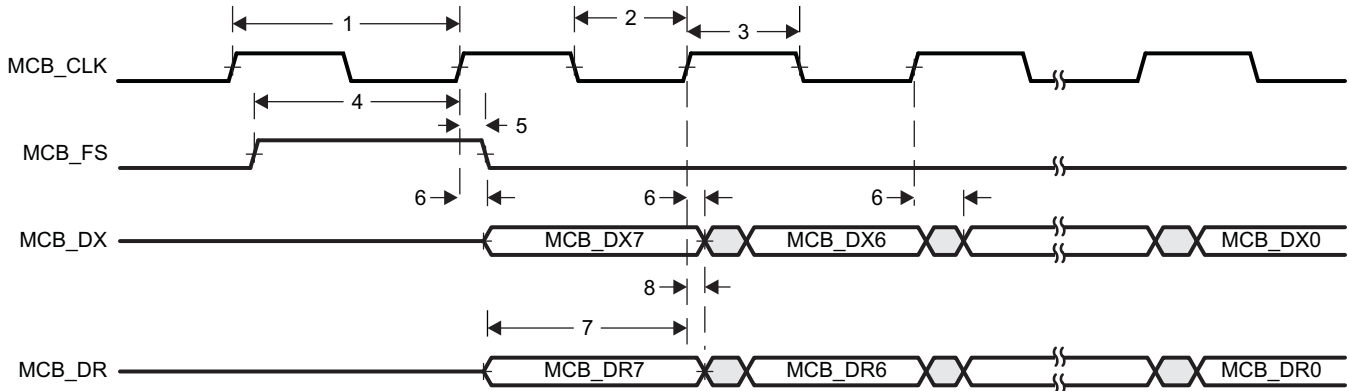 1
2
3
MCB_CLK
4
5
MCB_FS
6
6
6
MCB_DX
MCB_DX7
MCB_DX6
MCB_DX0
8
7
MCB_DR
MCB_DR7
MCB_DR6
MCB_DR0